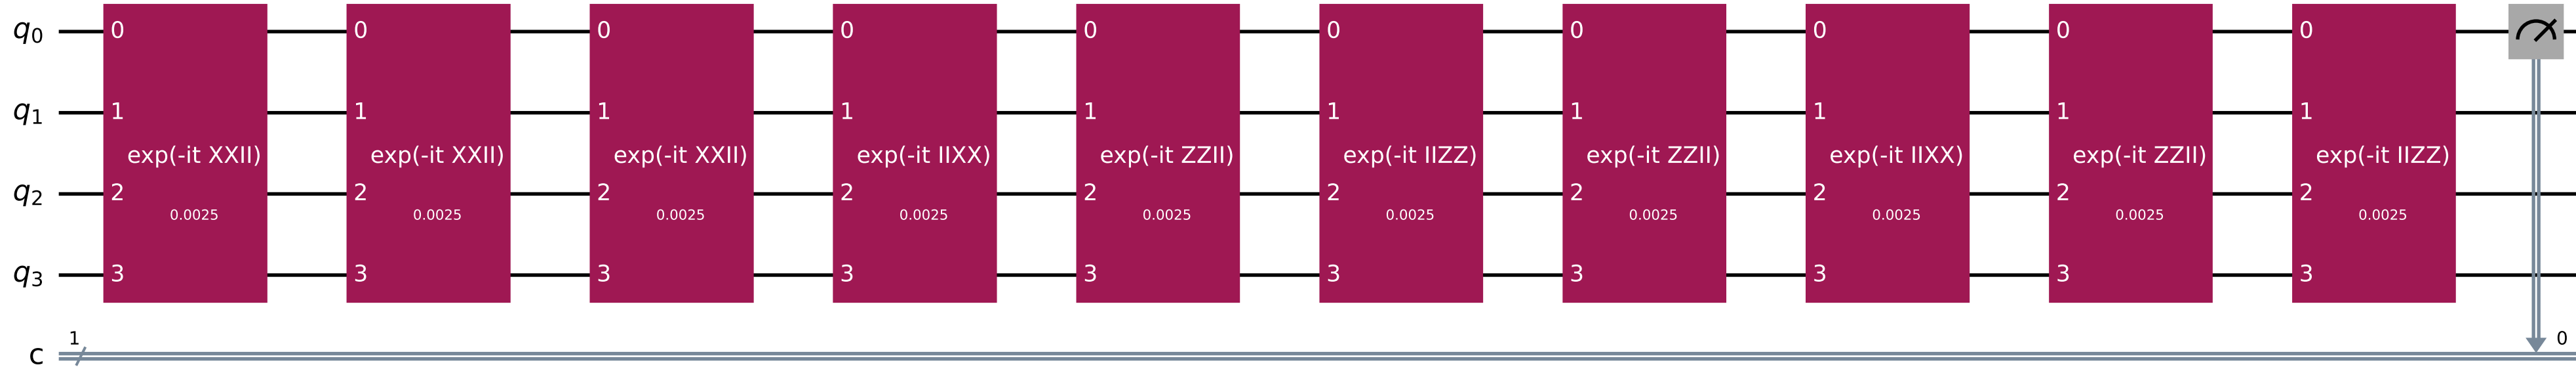 q0 0 0 0 0 0 0 0 0 0 0
q1 1 1 1 1 1 1 1 1 1 1
exp(-it XXII) exp(-it XXII) exp(-it XXII) exp(-it IIXX) exp(-it ZZII) exp(-it IIZZ) exp(-it ZZII) exp(-it IIXX) exp(-it ZZII) exp(-it IIZZ)
q2 2 2 2 2 2 2 2 2 2 2
0.0025 0.0025 0.0025 0.0025 0.0025 0.0025 0.0025 0.0025 0.0025 0.0025
q3 3 3 3 3 3 3 3 3 3 3
1 0
c